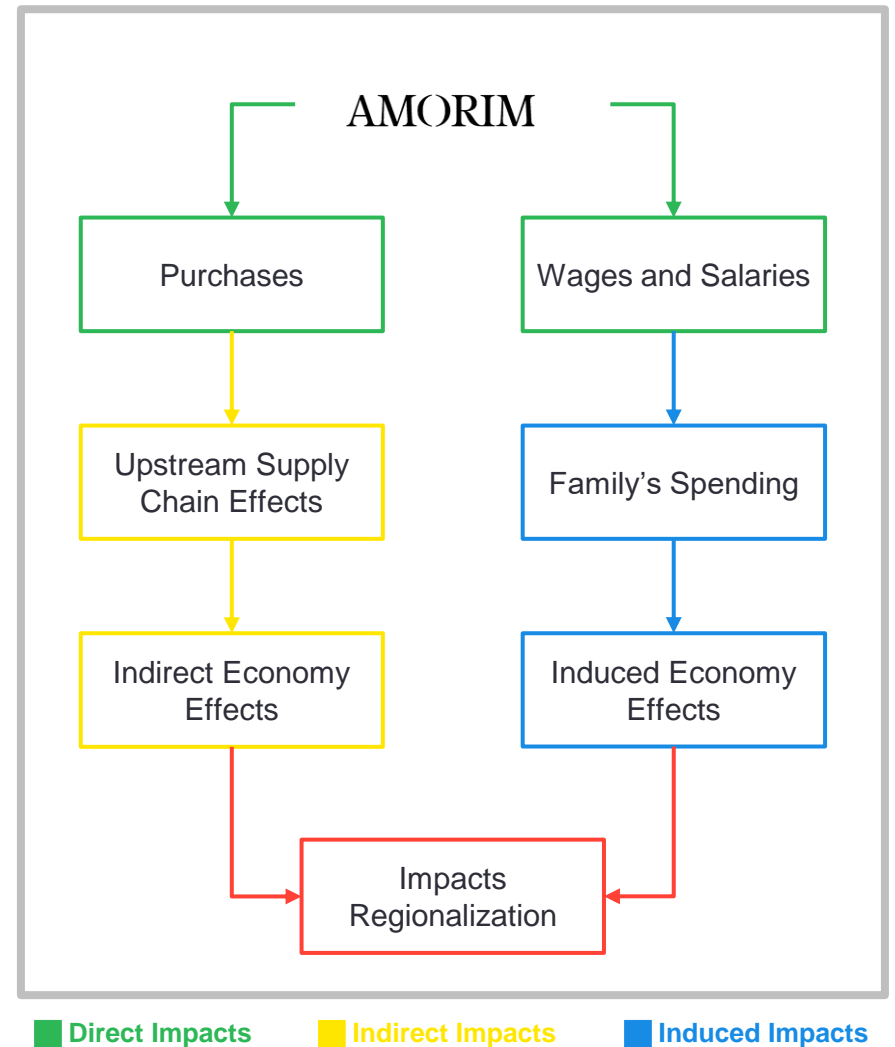 AMORIM
Purchases
Wages and Salaries
Upstream Supply
Chain Effects
Family’s Spending
Indirect Economy
Effects
Induced Economy
Effects
Impacts
Regionalization
Direct Impacts
Indirect Impacts
Induced Impacts